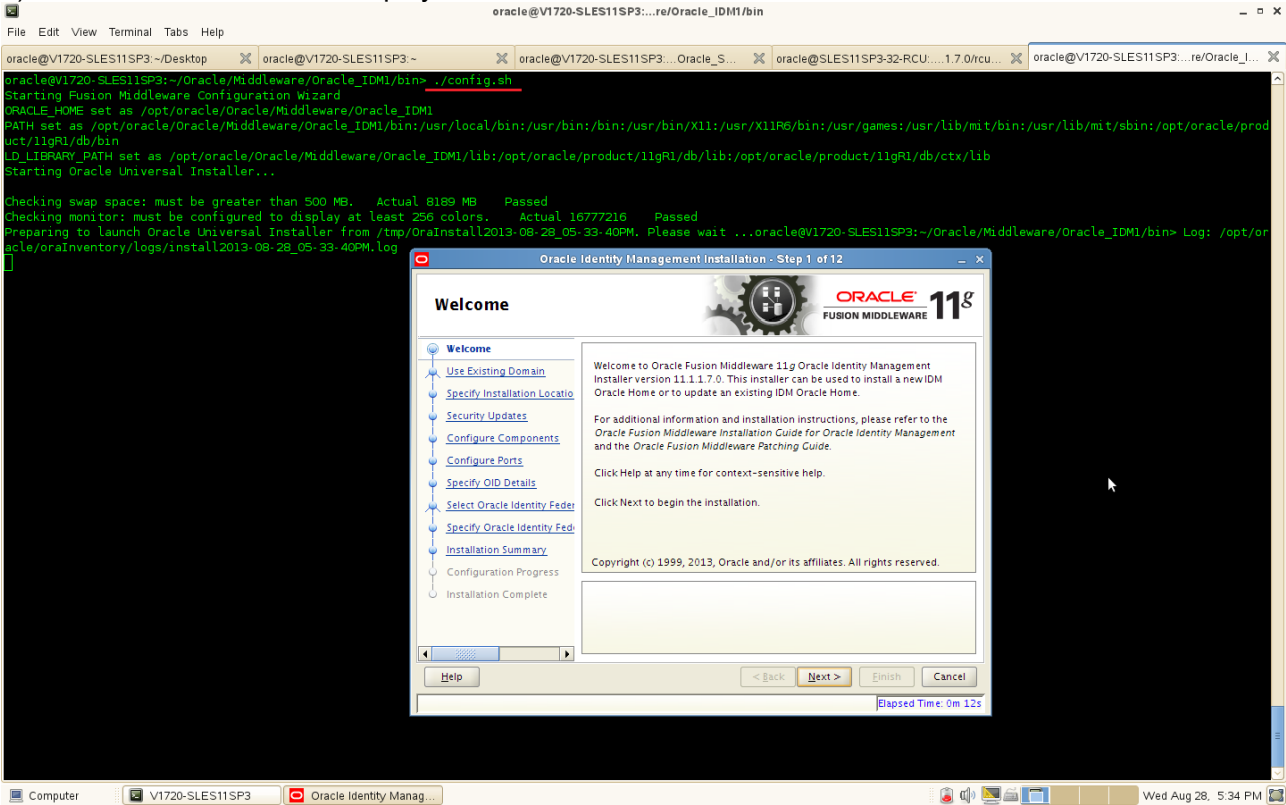 oracle@V1720-SLES11SP3:...re/Oracle_IDM1/bin
File Edit View Terminal Tabs Help
oracle@V1720-SLES11SP3:~/Desktop
oracle@V1720-SLES11SP3:~
oracle@V1720-SLES11SP3:...Oracle_S...
oracle@SLES11SP3-32-RCU:....1.7.0/rcu...
oracle@V1720-SLES11SP3:...re/Oracle_I...
oracle@V1720-SLES11SP3:~/Oracle/Middleware/Oracle_IDM1/bin> ./config.sh
Starting Fusion Middleware Configuration Wizard
ORACLE_HOME set as /opt/oracle/Oracle/Middleware/Oracle_IDM1
PATH set as /opt/oracle/Oracle/Middleware/Oracle_IDM1/bin:/usr/local/bin:/usr/bin:/bin:/usr/bin/X11:/usr/X11R6/bin:/usr/games:/usr/lib/mit/bin:/usr/lib/mit/sbin:/opt/oracle/prod
uct/11gR1/db/bin
LD_LIBRARY_PATH set as /opt/oracle/Oracle/Middleware/Oracle_IDM1/lib:/opt/oracle/product/11gR1/db/lib:/opt/oracle/product/11gR1/db/ctx/lib
Starting Oracle Universal Installer...
Checking swap space: must be greater than 500 MB. Actual 8189 MB Passed
Checking monitor: must be configured to display at least 256 colors. Actual 16777216 Passed
Preparing to launch Oracle Universal Installer from /tmp/OraInstall2013-08-28_05-33-40PM. Please wait ...oracle@V1720-SLES11SP3:~/Oracle/Middleware/Oracle_IDM1/bin> Log: /opt/or
acle/oraInventory/logs/install2013-08-28_05-33-40PM.log
Oracle Identity Management Installation - Step 1 of 12
Welcome
ORACLE
FUSION MIDDLEWARE 11g
Welcome
Use Existing Domain
Specify Installation Locatio
Security Updates
Configure Components
Configure Ports
Specify OID Details
Select Oracle Identity Feder
Specify Oracle Identity Fed
Installation Summary
Configuration Progress
Installation Complete
Welcome to Oracle Fusion Middleware 11g Oracle Identity Management
Installer version 11.1.1.7.0. This installer can be used to install a new IDM
Oracle Home or to update an existing IDM Oracle Home.
For additional information and installation instructions, please refer to the
Oracle Fusion Middleware Installation Guide for Oracle Identity Management
and the Oracle Fusion Middleware Patching Guide.
Click Help at any time for context-sensitive help.
Click Next to begin the installation.
Copyright (c) 1999, 2013, Oracle and/or its affiliates. All rights reserved.
Help
< Back
Next >
Finish
Cancel
Elapsed Time: 0m 12s
Computer
V1720-SLES11SP3
Oracle Identity Manag...
Wed Aug 28, 5:34 PM